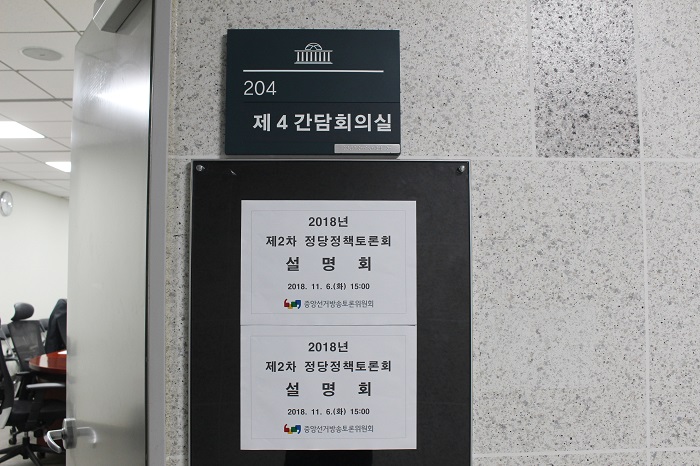 204
제 4 간담회의실
2018년
제2차 정당정책토론회
설 명 회
2018. 11. 6.(화) 15:00
중앙선거방송토론위원회
2018년
제2차 정당정책토론회
설 명 회
2018. 11. 6.(화) 15:00
중앙선거방송토론위원회